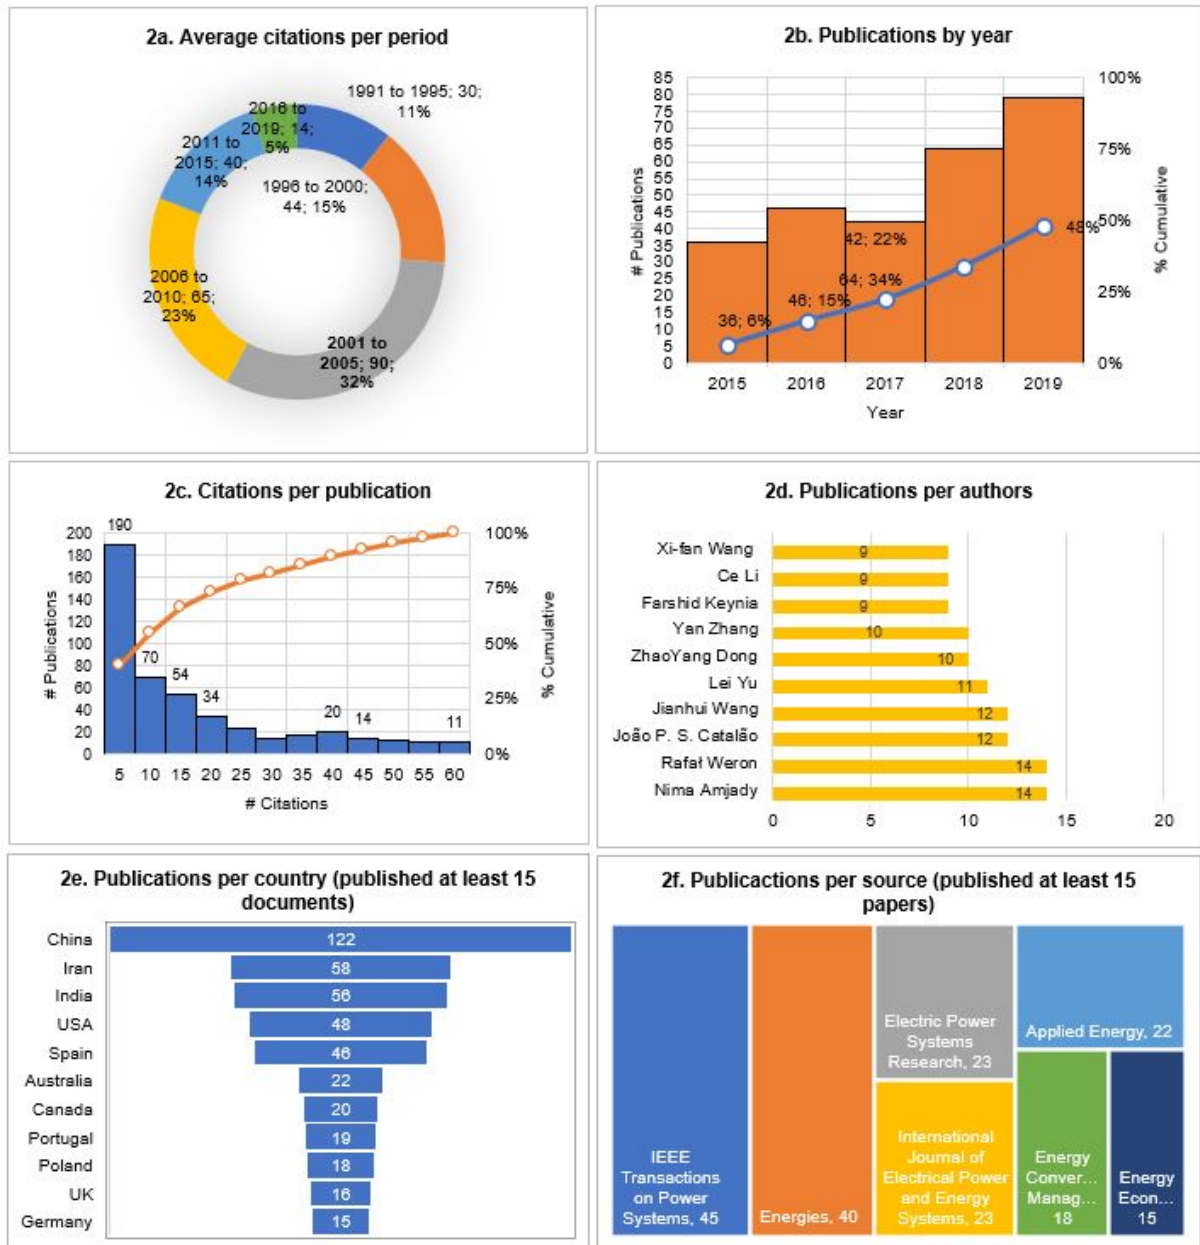 2a. Average citations per period
1991 to 1995; 30;
11%
1996 to 2000;
44; 15%
2001 to
2005; 90;
32%
2006 to
2010; 65;
23%
2011 to
2015; 40;
14%
2016 to
2019; 14;
5%
2b. Publications by year
# Publications
85
80
75
70
65
60
55
50
45
40
35
30
25
20
15
10
5
0
100%
75%
50%
25%
0%
% Cumulative
36; 6%
46; 15%
42; 22%
64; 34%
48%
2015 2016 2017 2018 2019
Year
2c. Citations per publication
# Publications
200
180
160
140
120
100
80
60
40
20
0
100%
75%
50%
25%
0%
% Cumulative
190
70
54
34
20
14
11
5 10 15 20 25 30 35 40 45 50 55 60
# Citations
2d. Publications per authors
Xi-fan Wang 9
Ce Li 9
Farshid Keynia 9
Yan Zhang 10
ZhaoYang Dong 10
Lei Yu 11
Jianhui Wang 12
João P. S. Catalão 12
Rafał Weron 14
Nima Amjady 14
0 5 10 15 20
2e. Publications per country (published at least 15
documents)
China 122
Iran 58
India 56
USA 48
Spain 46
Australia 22
Canada 20
Portugal 19
Poland 18
UK 16
Germany 15
2f. Publicactions per source (published at least 15
papers)
IEEE
Transactions
on Power
Systems, 45
Energies, 40
Electric Power
Systems
Research, 23
International
Journal of
Electrical Power
and Energy
Systems, 23
Applied Energy, 22
Energy
Conver...
Manag...
18
Energy
Econ...
15